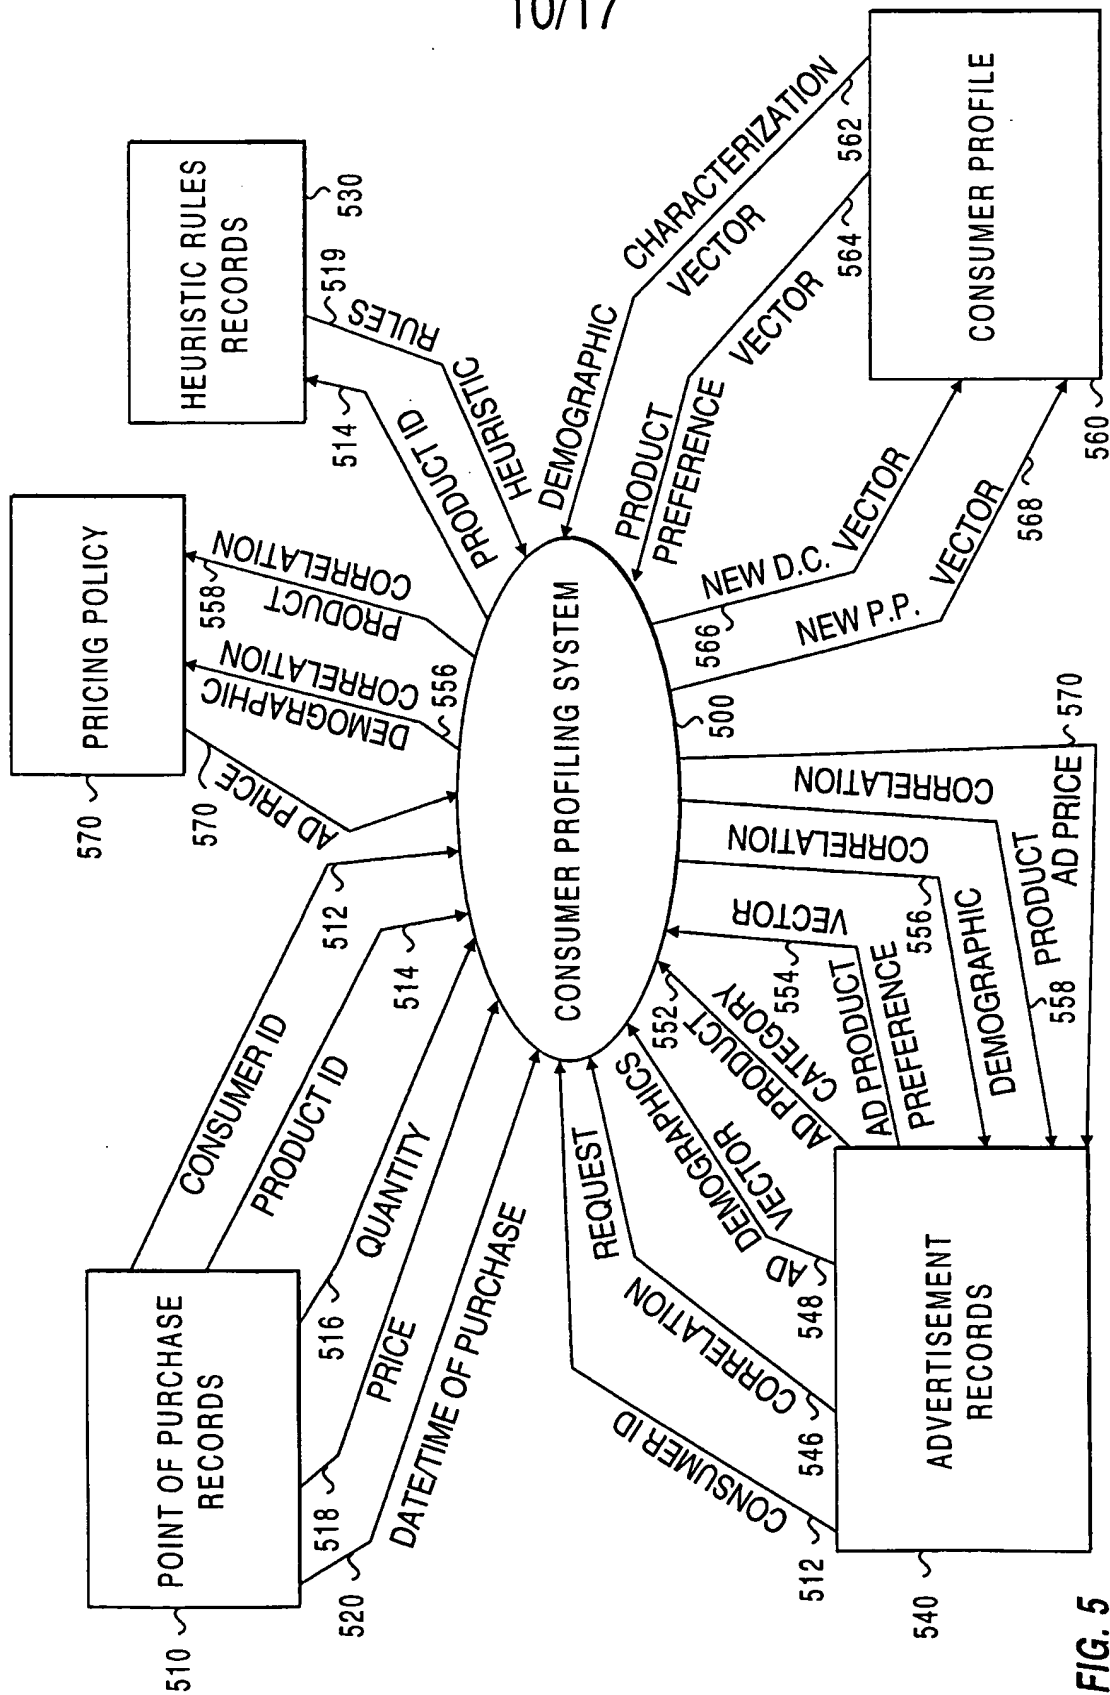 10/17
HEURISTIC RULES
RECORDS
530
519
514
RULES
HEURISTIC
PRODUCT ID
PRICING POLICY
570
570
AD PRICE
DEMOGRAPHIC
CORRELATION
556
PRODUCT
CORRELATION
558
POINT OF PURCHASE
RECORDS
510
CONSUMER ID
512
PRODUCT ID
514
QUANTITY
516
PRICE
518
DATE/TIME OF PURCHASE
520
CONSUMER PROFILING SYSTEM
500
CHARACTERIZATION
562
DEMOGRAPHIC
VECTOR
564
PRODUCT
PREFERENCE
VECTOR
CONSUMER PROFILE
560
NEW D.C. VECTOR
566
NEW P.P. VECTOR
568
ADVERTISEMENT
RECORDS
540
CONSUMER ID
512
CORRELATION REQUEST
546
AD DEMOGRAPHICS
VECTOR
548
AD PRODUCT
CATEGORY
552
AD PRODUCT
PREFERENCE
VECTOR
554
DEMOGRAPHIC CORRELATION
556
PRODUCT CORRELATION
558
AD PRICE
570
FIG. 5